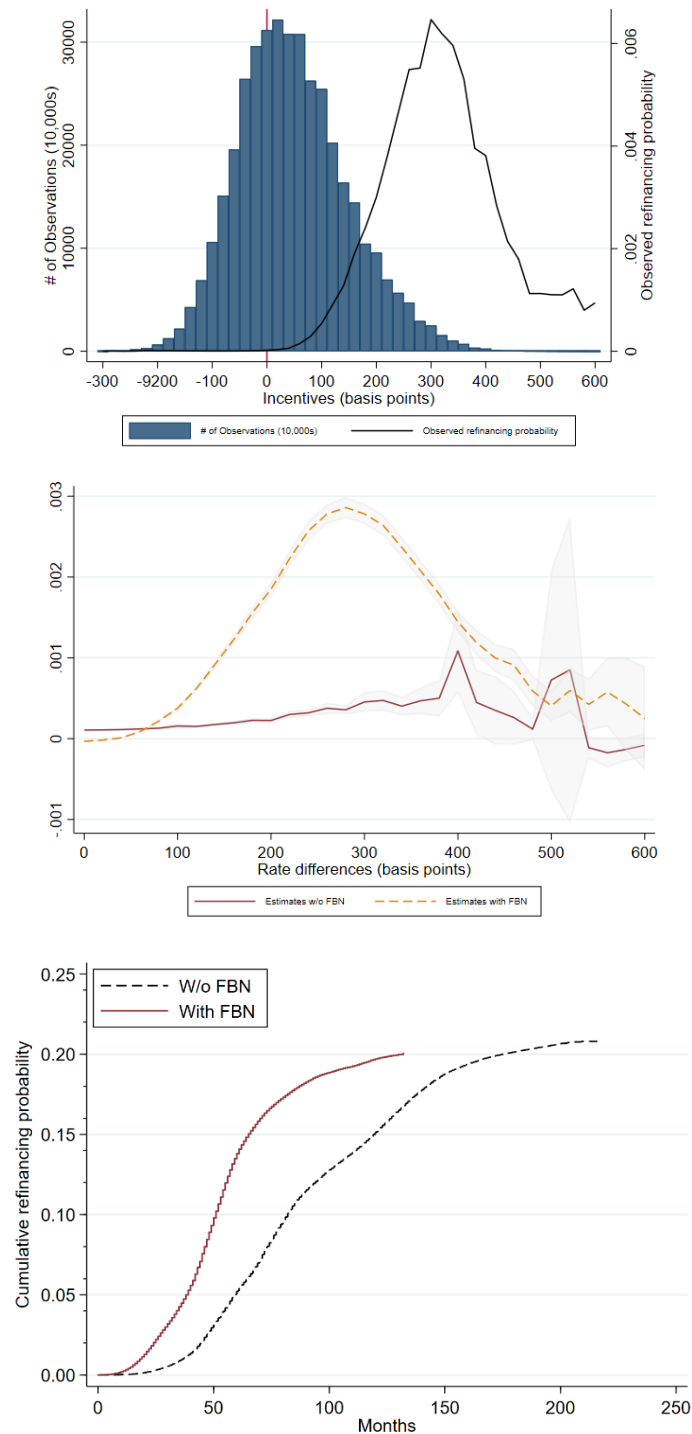 30000
20000
10000
0
# of Observations (10,000s)
.006
.004
.002
0
Observed refinancing probability
-300 -9200 -100 0 100 200 300 400 500 600
Incentives (basis points)
# of Observations (10,000s) Observed refinancing probability
.003
.002
.001
0
-.001
0 100 200 300 400 500 600
Rate differences (basis points)
Estimates w/o FBN Estimates with FBN
0.25
0.20
0.15
0.10
0.05
0.00
Cumulative refinancing probability
W/o FBN
With FBN
0 50 100 150 200 250
Months